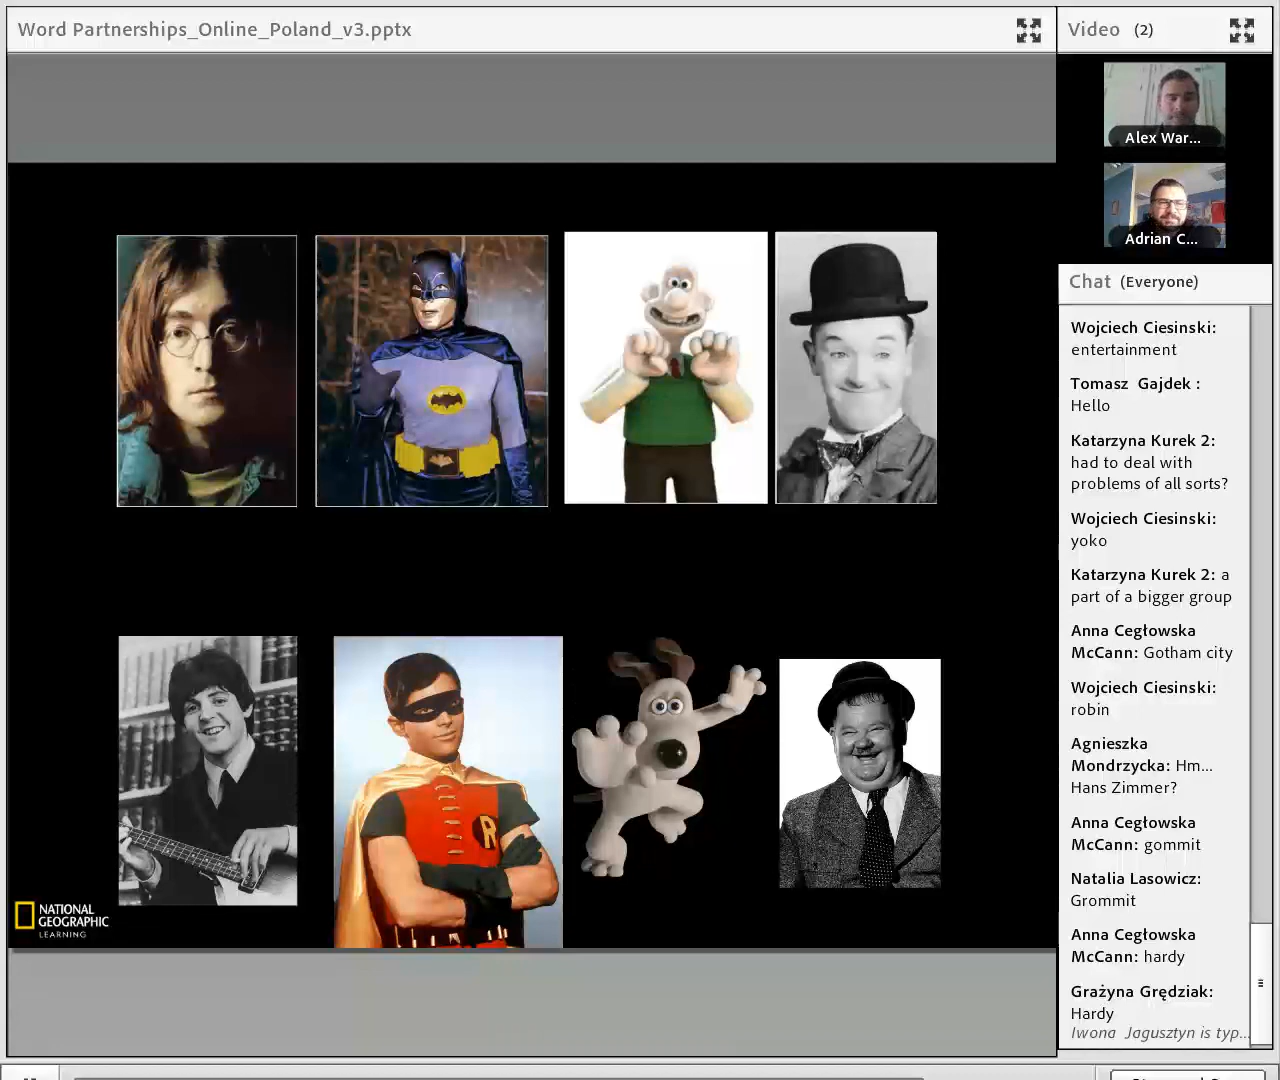 Word Partnerships_Online_Poland_v3.pptx
Video (2)
Alex War...
Adrian C...
Chat (Everyone)
Wojciech Ciesinski:
entertainment
Tomasz Gajdek :
Hello
Katarzyna Kurek 2:
had to deal with
problems of all sorts?
Wojciech Ciesinski:
yoko
Katarzyna Kurek 2: a
part of a bigger group
Anna Cegłowska
McCann: Gotham city
Wojciech Ciesinski:
robin
Agnieszka
Mondrzycka: Hm...
Hans Zimmer?
Anna Cegłowska
McCann: gommit
Natalia Lasowicz:
Grommit
Anna Cegłowska
McCann: hardy
Grażyna Grędziak:
Hardy
Iwona Jagusztyn is typ...
R
NATIONAL
GEOGRAPHIC
LEARNING